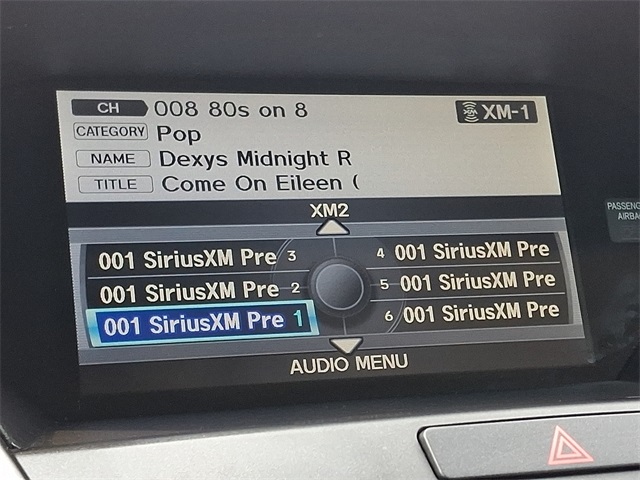 CH 008 80s on 8 XM-1
CATEGORY Pop
NAME Dexys Midnight R
TITLE Come On Eileen (
XM2
001 SiriusXM Pre 3 4 001 SiriusXM Pre
001 SiriusXM Pre 2 5 001 SiriusXM Pre
001 SiriusXM Pre 1 6 001 SiriusXM Pre
AUDIO MENU
PASSENG
AIRBA